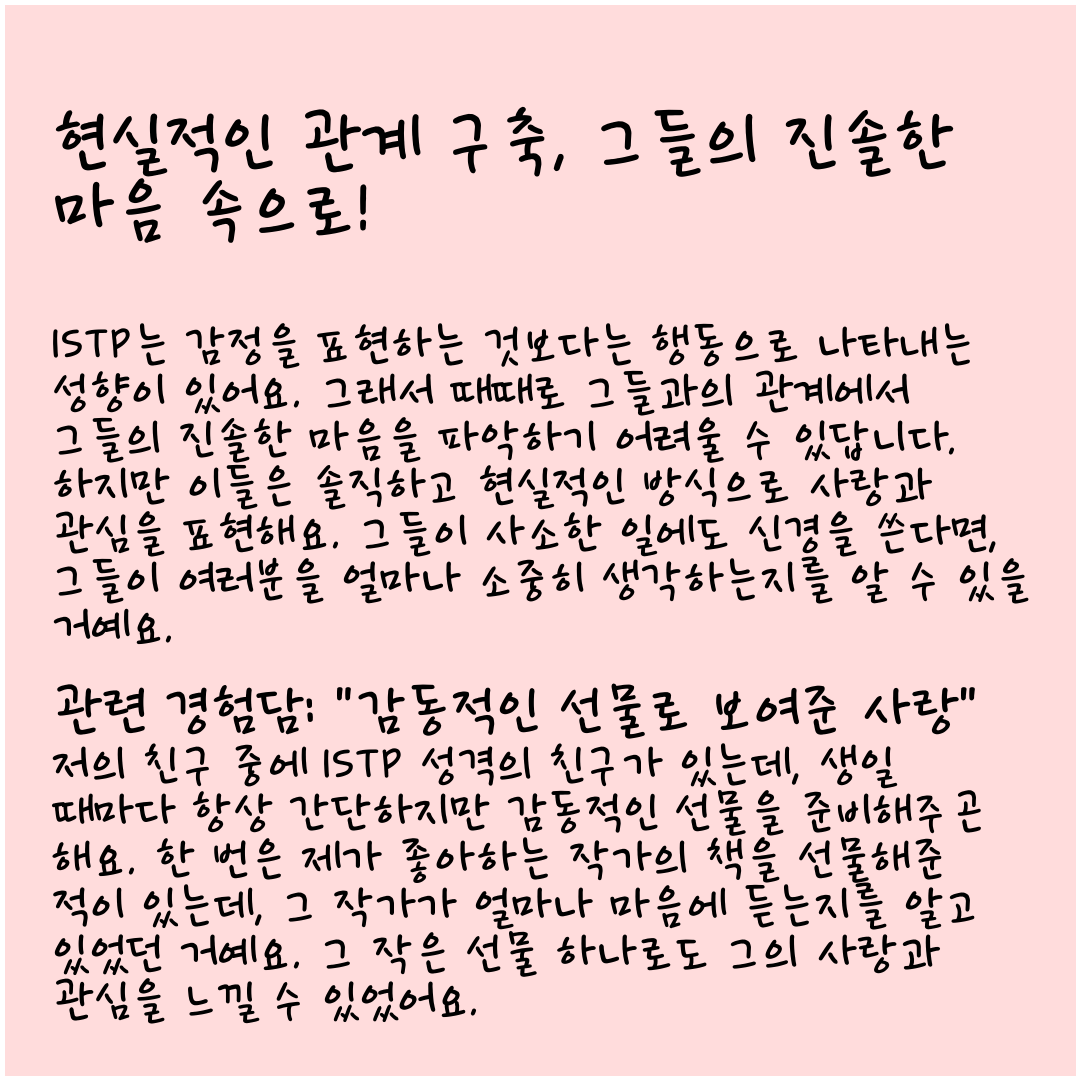 현실적인 관계 구축, 그들의 진솔한
마음 속으로!
ISTP는 감정을 표현하는 것보다는 행동으로 나타내는
성향이 있어요. 그래서 때때로 그들과의 관계에서
그들의 진솔한 마음을 파악하기 어려울 수 있답니다.
하지만 이들은 솔직하고 현실적인 방식으로 사랑과
관심을 표현해요. 그들이 사소한 일에도 신경을 쓴다면,
그들이 여러분을 얼마나 소중히 생각하는지를 알 수 있을
거예요.
관련 경험담: "감동적인 선물로 보여준 사랑"
저의 친구 중에 ISTP 성격의 친구가 있는데, 생일
때마다 항상 간단하지만 감동적인 선물을 준비해주곤
해요. 한 번은 제가 좋아하는 작가의 책을 선물해준
적이 있는데, 그 작가가 얼마나 마음에 듣는지를 알고
있었던 거예요. 그 작은 선물 하나로도 그의 사랑과
관심을 느낄 수 있었어요.